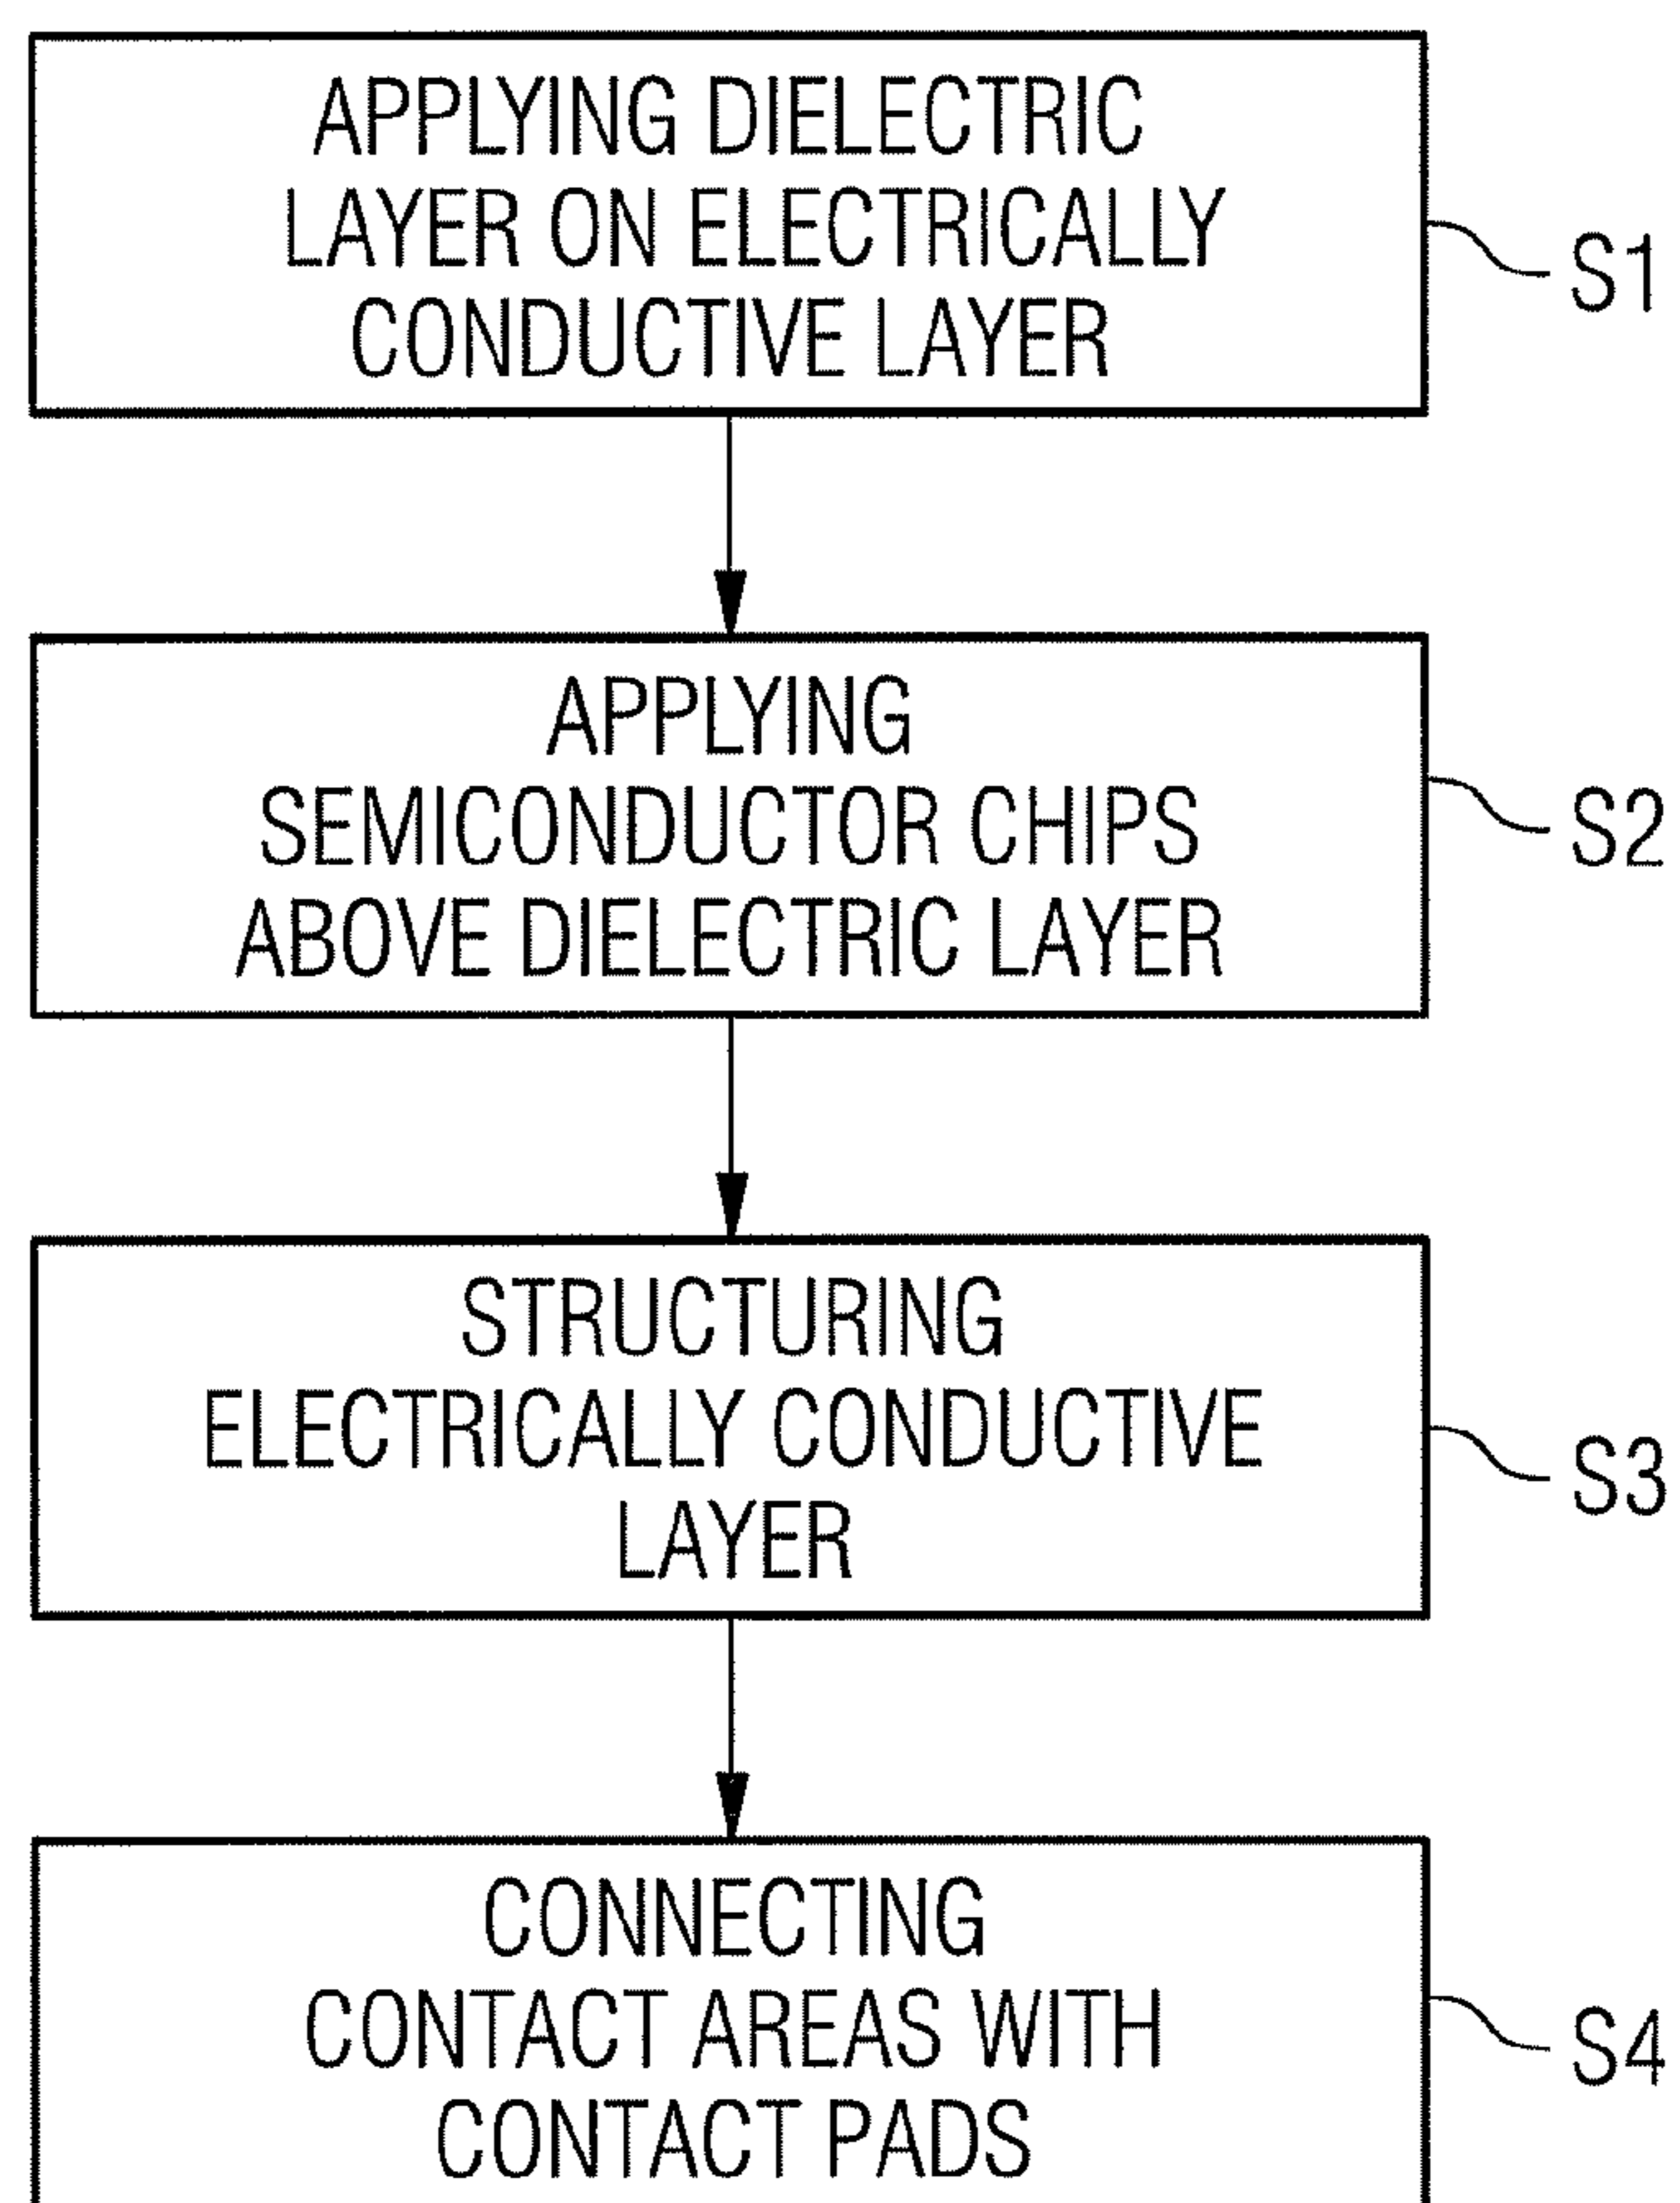 APPLYING DIELECTRIC
LAYER ON ELECTRICALLY
CONDUCTIVE LAYER
S1
APPLYING
SEMICONDUCTOR CHIPS
ABOVE DIELECTRIC LAYER
S2
STRUCTURING
ELECTRICALLY CONDUCTIVE
LAYER
S3
CONNECTING
CONTACT AREAS WITH
CONTACT PADS
S4